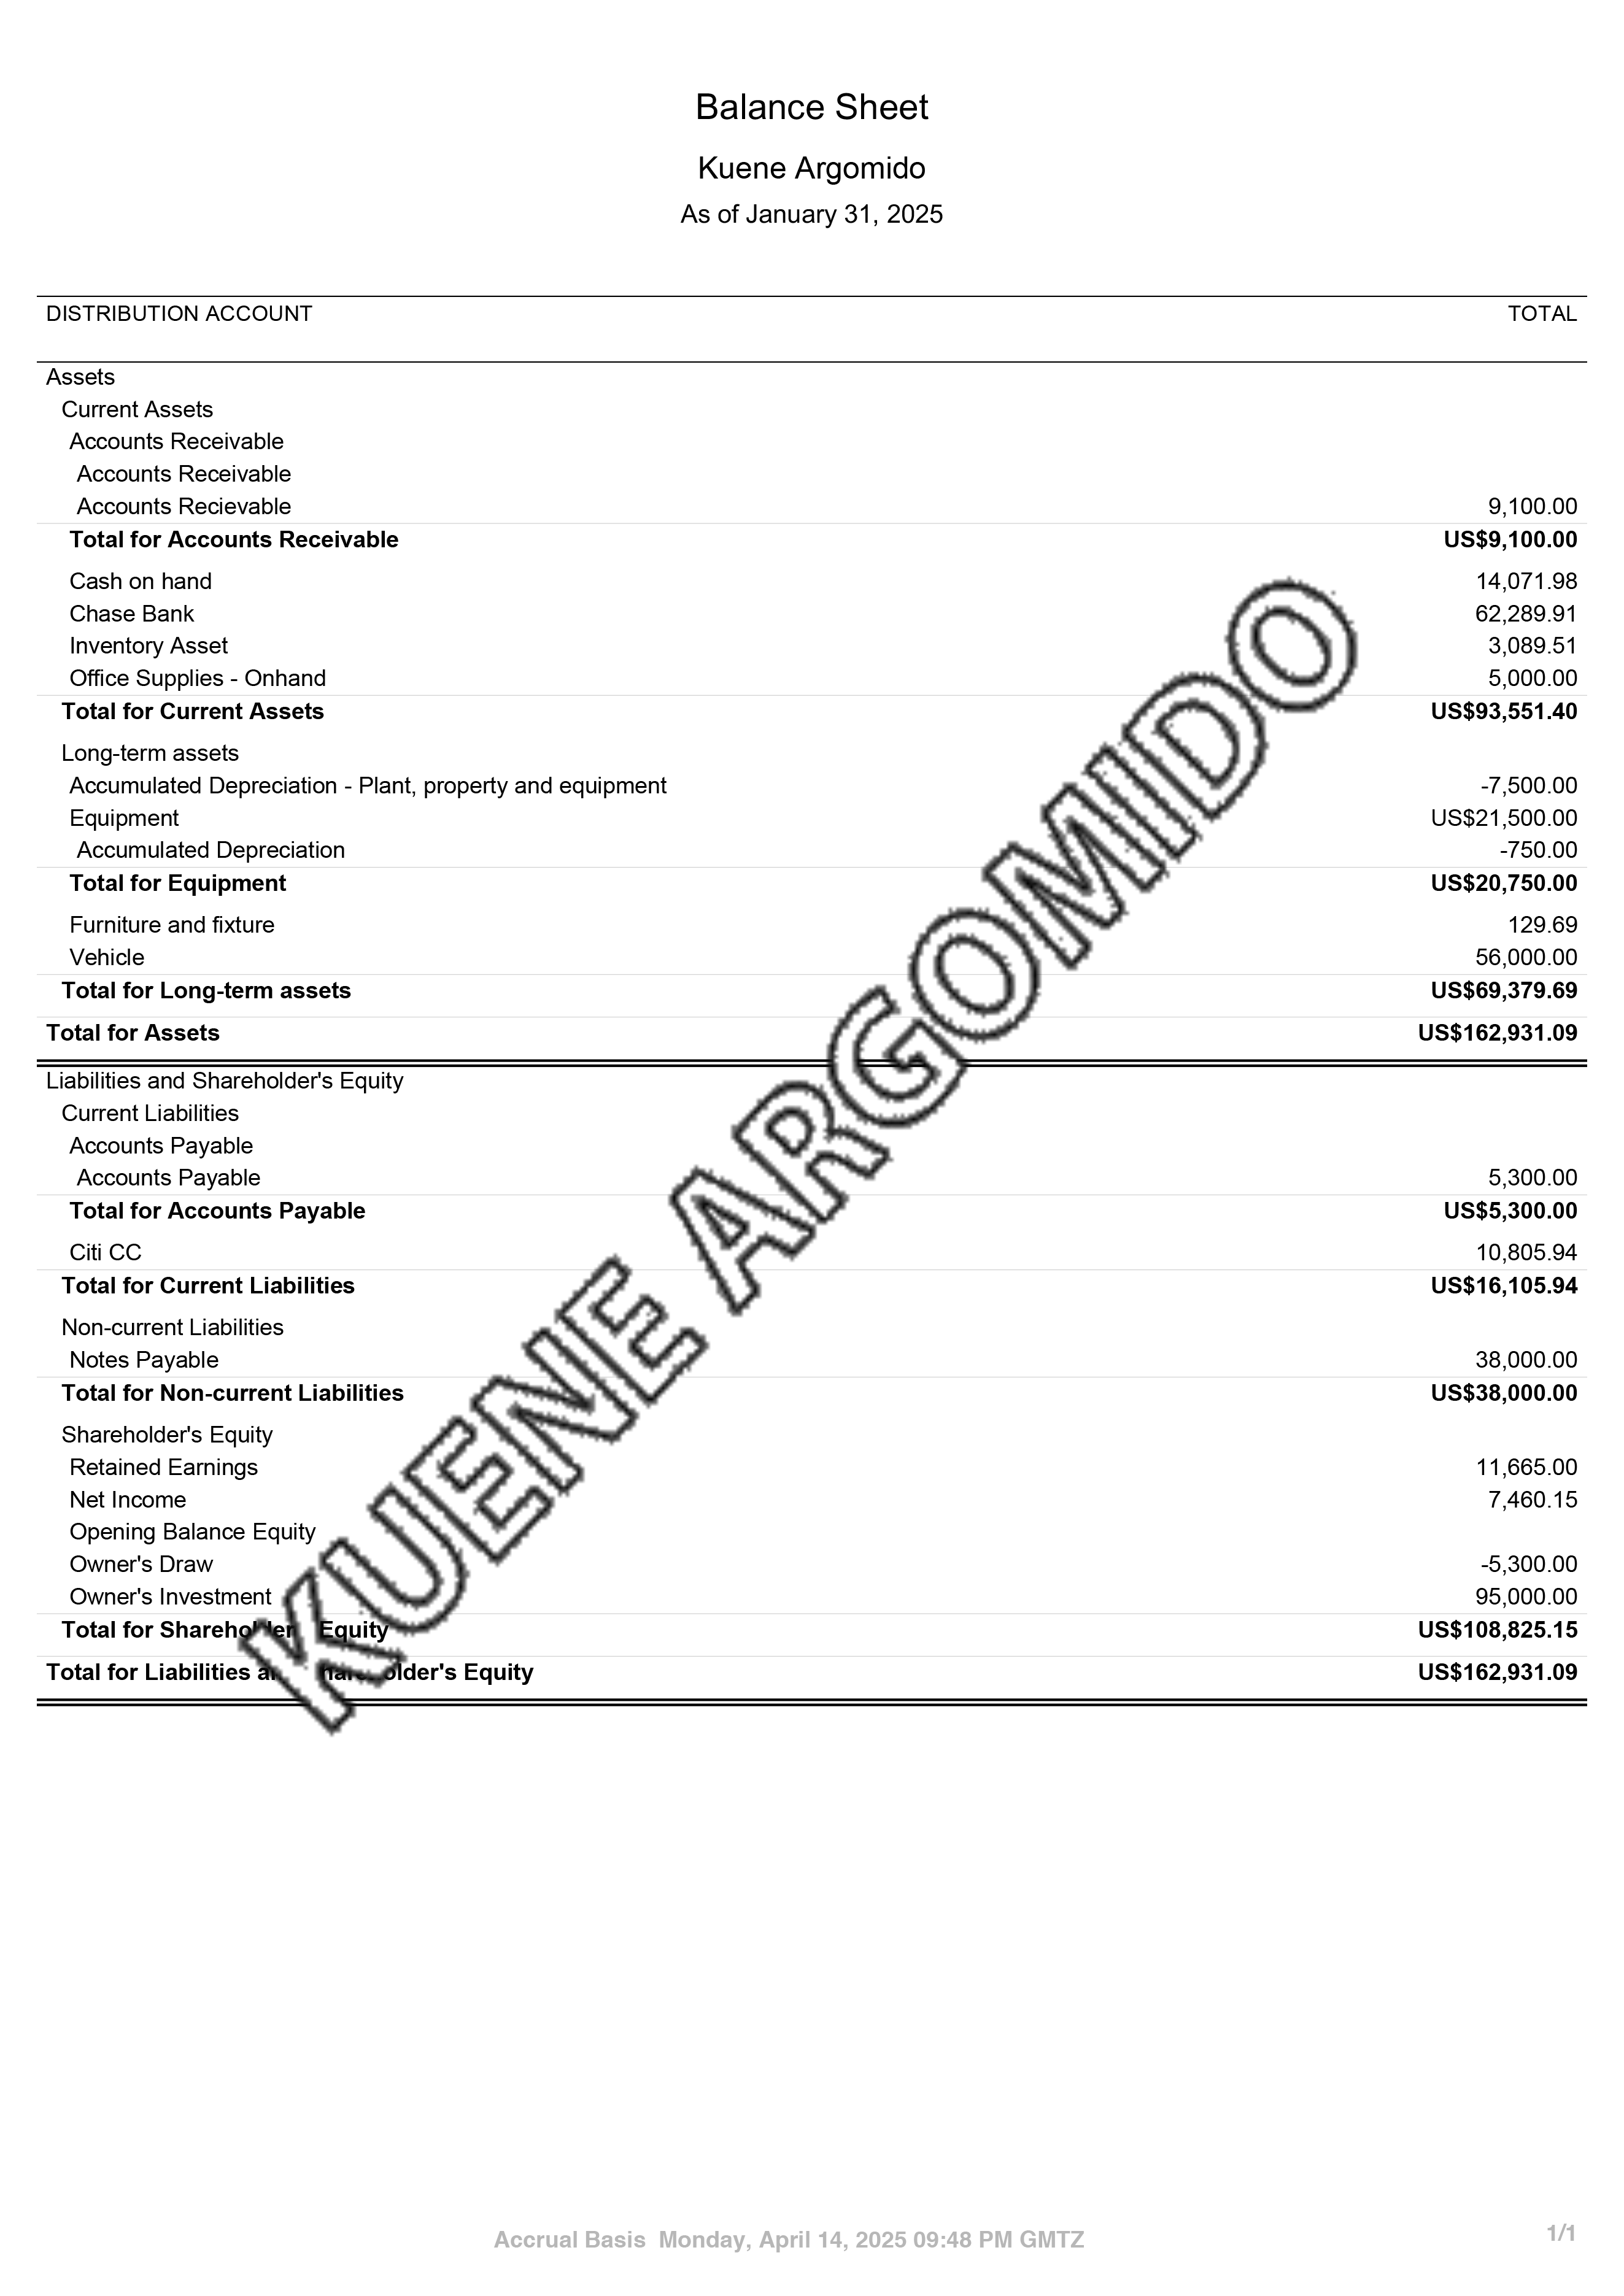 Balance Sheet
Kuene Argomido
As of January 31, 2025
DISTRIBUTION ACCOUNT TOTAL
Assets
Current Assets
Accounts Receivable
Accounts Receivable
Accounts Recievable 9,100.00
Total for Accounts Receivable US$9,100.00
Cash on hand 14,071.98
Chase Bank 62,289.91
Inventory Asset 3,089.51
Office Supplies - Onhand 5,000.00
Total for Current Assets US$93,551.40
Long-term assets
Accumulated Depreciation - Plant, property and equipment -7,500.00
Equipment US$21,500.00
Accumulated Depreciation -750.00
Total for Equipment US$20,750.00
Furniture and fixture 129.69
Vehicle 56,000.00
Total for Long-term assets US$69,379.69
Total for Assets US$162,931.09
Liabilities and Shareholder's Equity
Current Liabilities
Accounts Payable
Accounts Payable 5,300.00
Total for Accounts Payable US$5,300.00
Citi CC 10,805.94
Total for Current Liabilities US$16,105.94
Non-current Liabilities
Notes Payable 38,000.00
Total for Non-current Liabilities US$38,000.00
Shareholder's Equity
Retained Earnings 11,665.00
Net Income 7,460.15
Opening Balance Equity
Owner's Draw -5,300.00
Owner's Investment 95,000.00
Total for Shareholder's Equity US$108,825.15
Total for Liabilities and Shareholder's Equity US$162,931.09
KUENE ARGOMIDO
Accrual Basis Monday, April 14, 2025 09:48 PM GMTZ 1/1